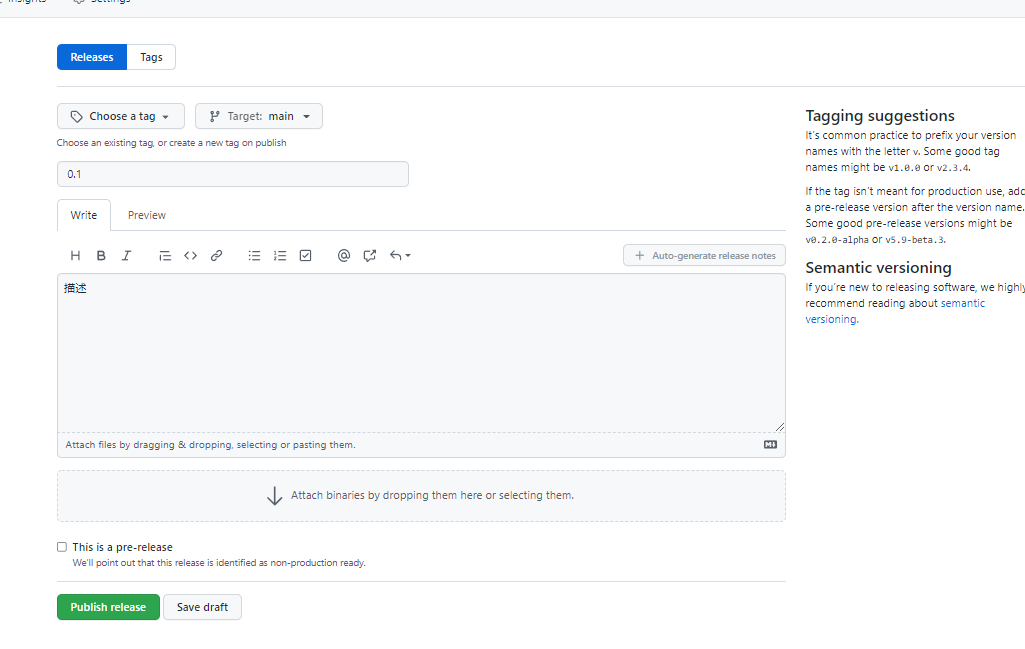 Insights Settings
Releases Tags
Choose a tag Target: main
Choose an existing tag, or create a new tag on publish
0.1
Write Preview
Auto-generate release notes
描述
Attach files by dragging & dropping, selecting or pasting them.
Attach binaries by dropping them here or selecting them.
This is a pre-release
We'll point out that this release is identified as non-production ready.
Publish release Save draft
Tagging suggestions
It's common practice to prefix your version
names with the letter v. Some good tag
names might be v1.0.0 or v2.3.4.
If the tag isn't meant for production use, add
a pre-release version after the version name.
Some good pre-release versions might be
v0.2.0-alpha or v5.9-beta.3.
Semantic versioning
If you're new to releasing software, we highly
recommend reading about semantic
versioning.